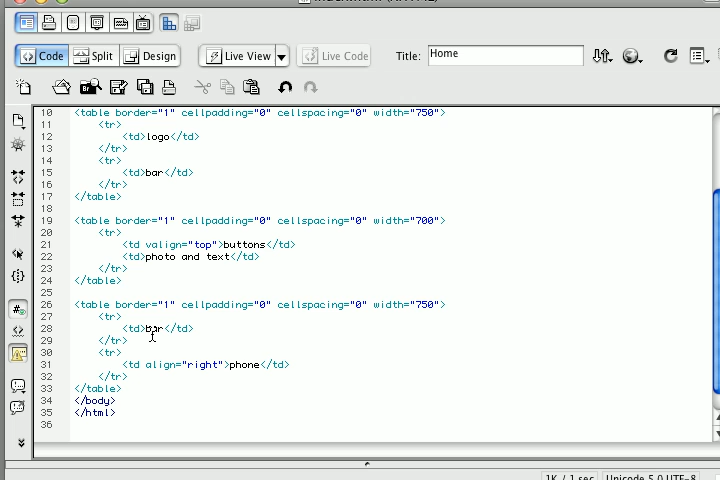 Code Split Design Live View Live Code Title: Home
Br
10 <table border="1" cellpadding="0" cellspacing="0" width="750">
11 <tr>
12 <td>logo</td>
13 </tr>
14 <tr>
15 <td>bar</td>
16 </tr>
17 </table>
18
19 <table border="1" cellpadding="0" cellspacing="0" width="700">
20 <tr>
21 <td valign="top">buttons</td>
22 <td>photo and text</td>
23 </tr>
24 </table>
25
26 <table border="1" cellpadding="0" cellspacing="0" width="750">
27 <tr>
28 <td>bar</td>
29 </tr>
30 <tr>
31 <td align="right">phone</td>
32 </tr>
33 </table>
34 </body>
35 </html>
36
1K / 1 sec Unicode 5.0 UTF-8